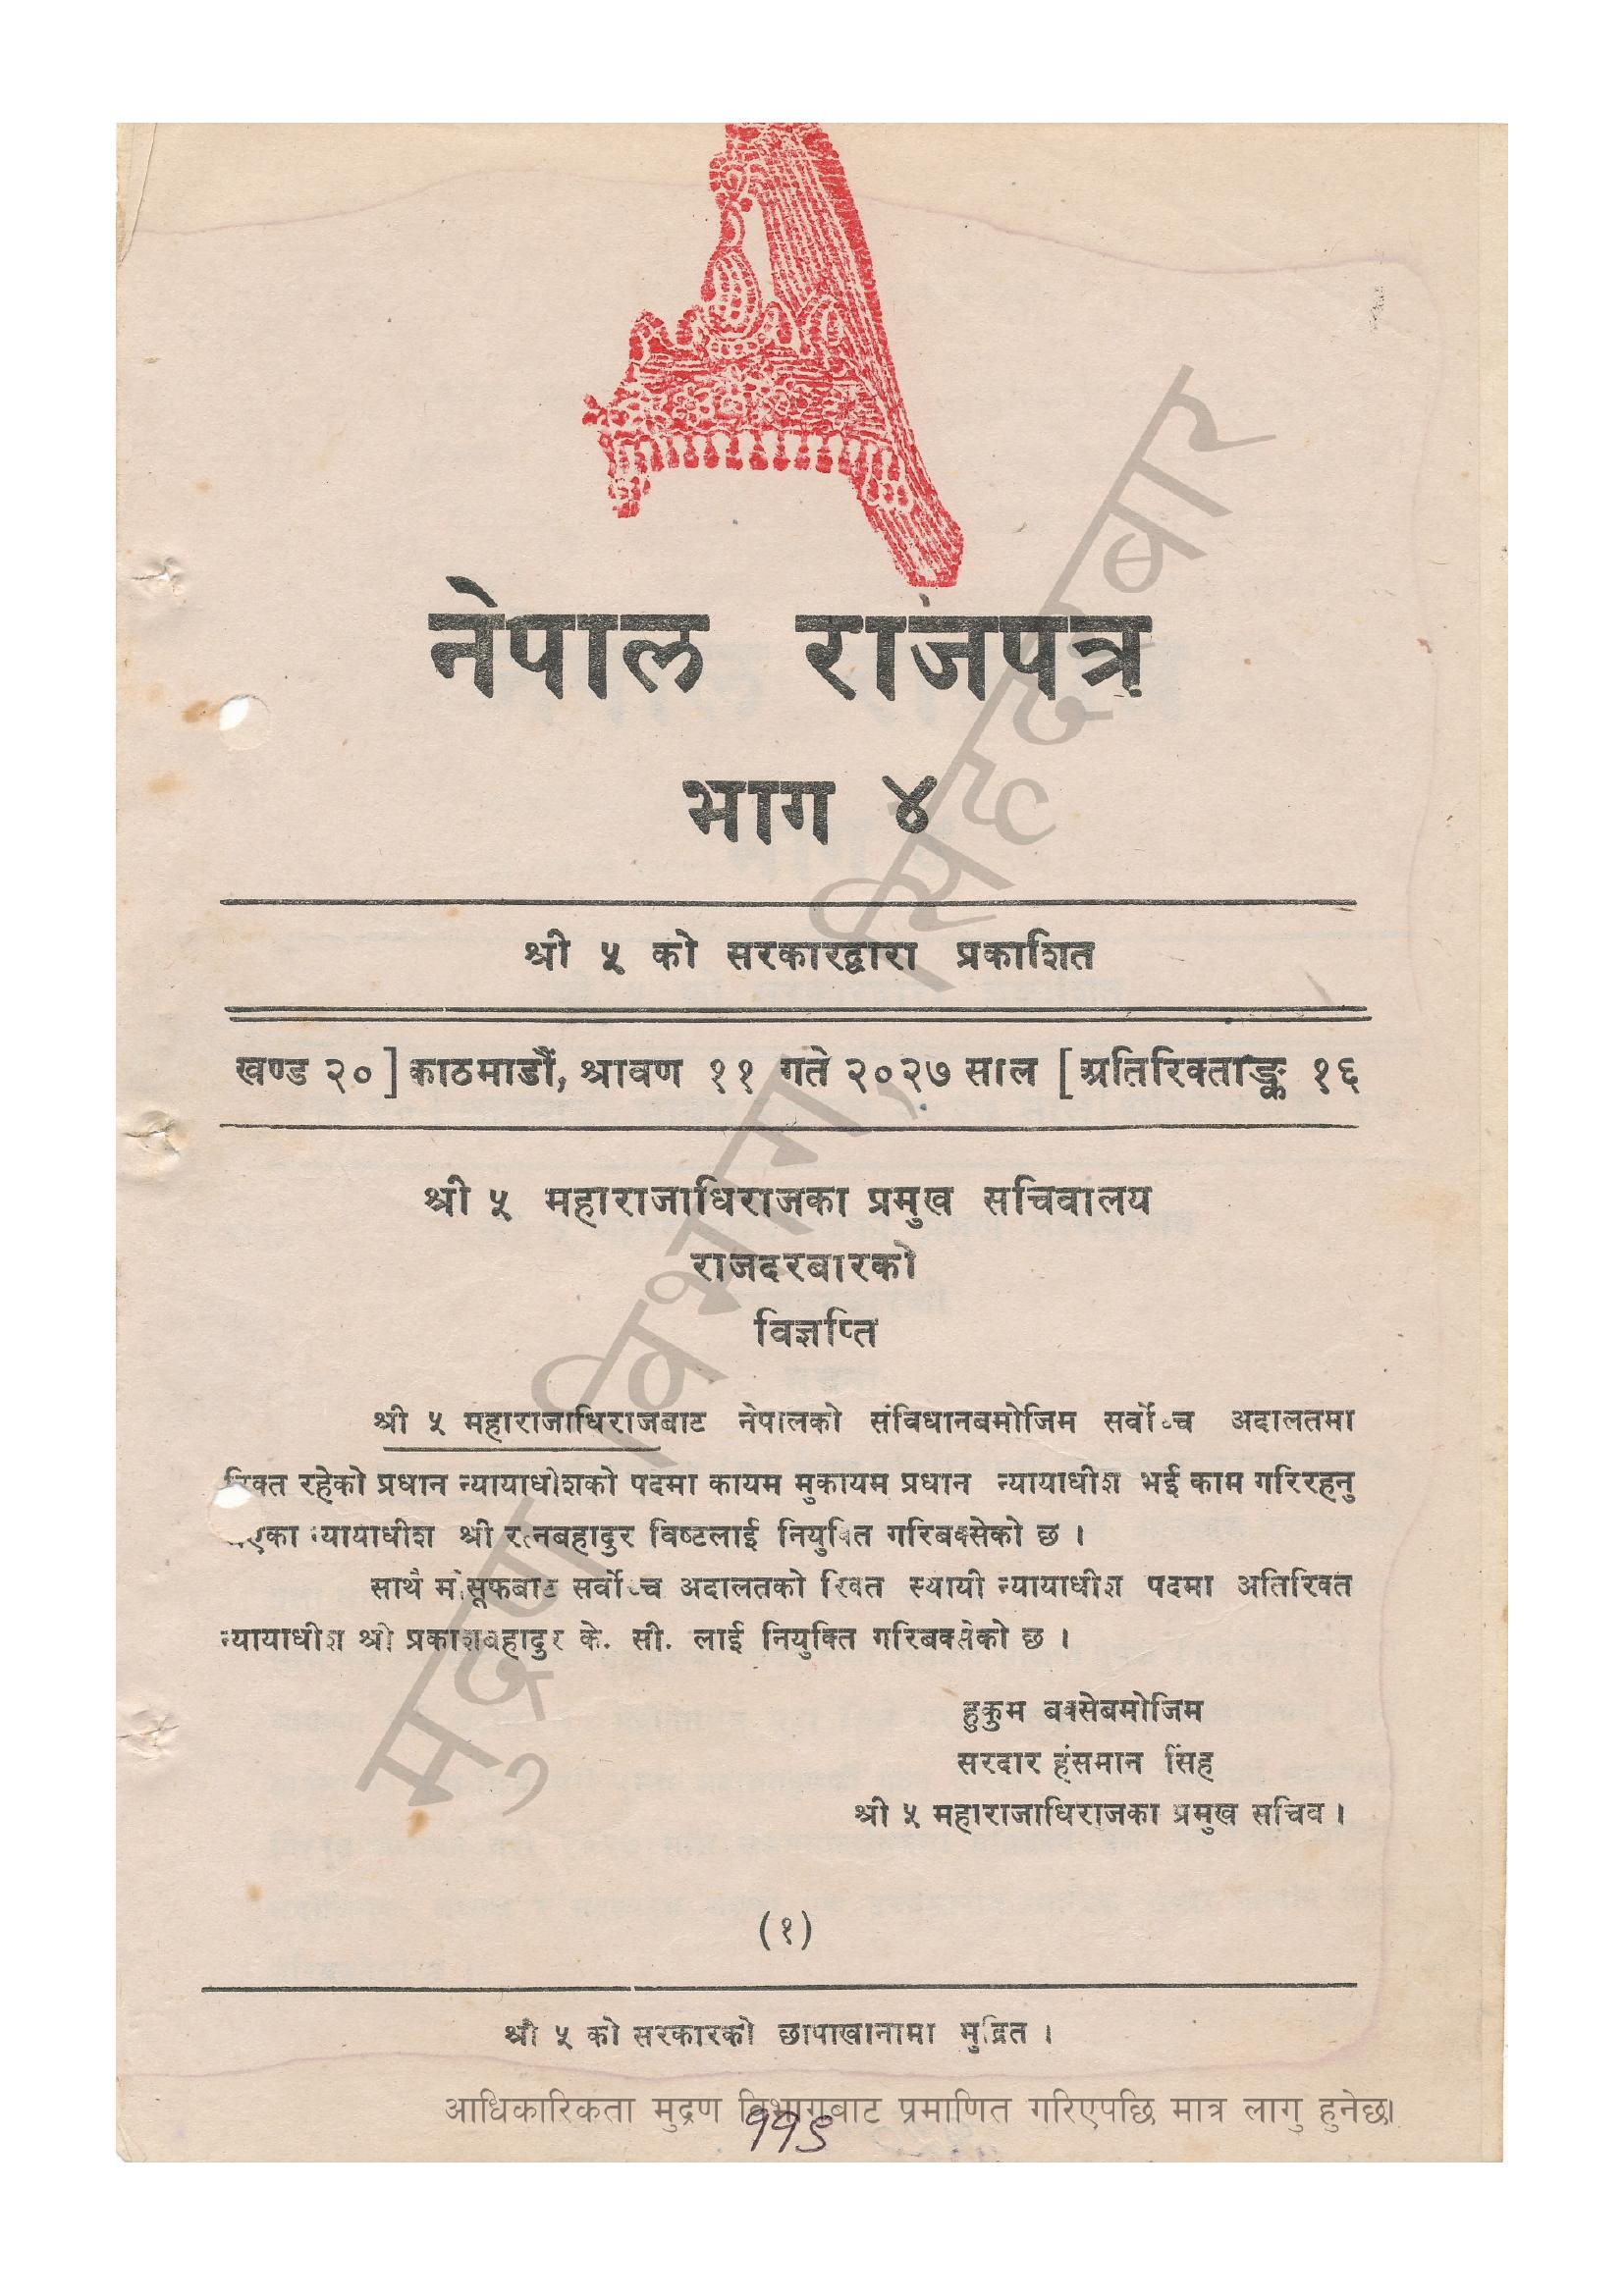 नेपाल राजपत्र
भाग ४
श्री ५ को सरकारद्वारा प्रकाशित
खण्ड २० ] काठमाडौं, श्रावण ११ गते २०२७ साल [ अतिरिक्ताङ्क १६
श्री ५ महाराजाधिराजका प्रमुख सचिवालय
राजदरबारको
विज्ञप्ति
श्री ५ महाराजाधिराजबाट नेपालको संविधानबमोजिम सर्वोच्च अदालतमा
रिक्त रहेको प्रधान न्यायाधीशको पदमा कायम मुकायम प्रधान न्यायाधीश भई काम गरिरहनु
भएका न्यायाधीश श्री रत्नबहादुर विष्टलाई नियुक्ति गरिबक्सेको छ ।
साथै मौसूफबाट सर्वोच्च अदालतको रिक्त स्थायी न्यायाधीश पदमा अतिरिक्त
न्यायाधीश श्री प्रकाशबहादुर के. सी. लाई नियुक्ति गरिबक्सेको छ ।
हुकुम बक्सेबमोजिम
सरदार हंसमान सिंह
श्री ५ महाराजाधिराजका प्रमुख सचिव ।
(१)
श्री ५ को सरकारको छापाखानामा मुद्रित ।
आधिकारिकता मुद्रण विभागबाट प्रमाणित गरिएपछि मात्र लागु हुनेछ।
११९
मुद्रण विभाग, सिंहदरबार